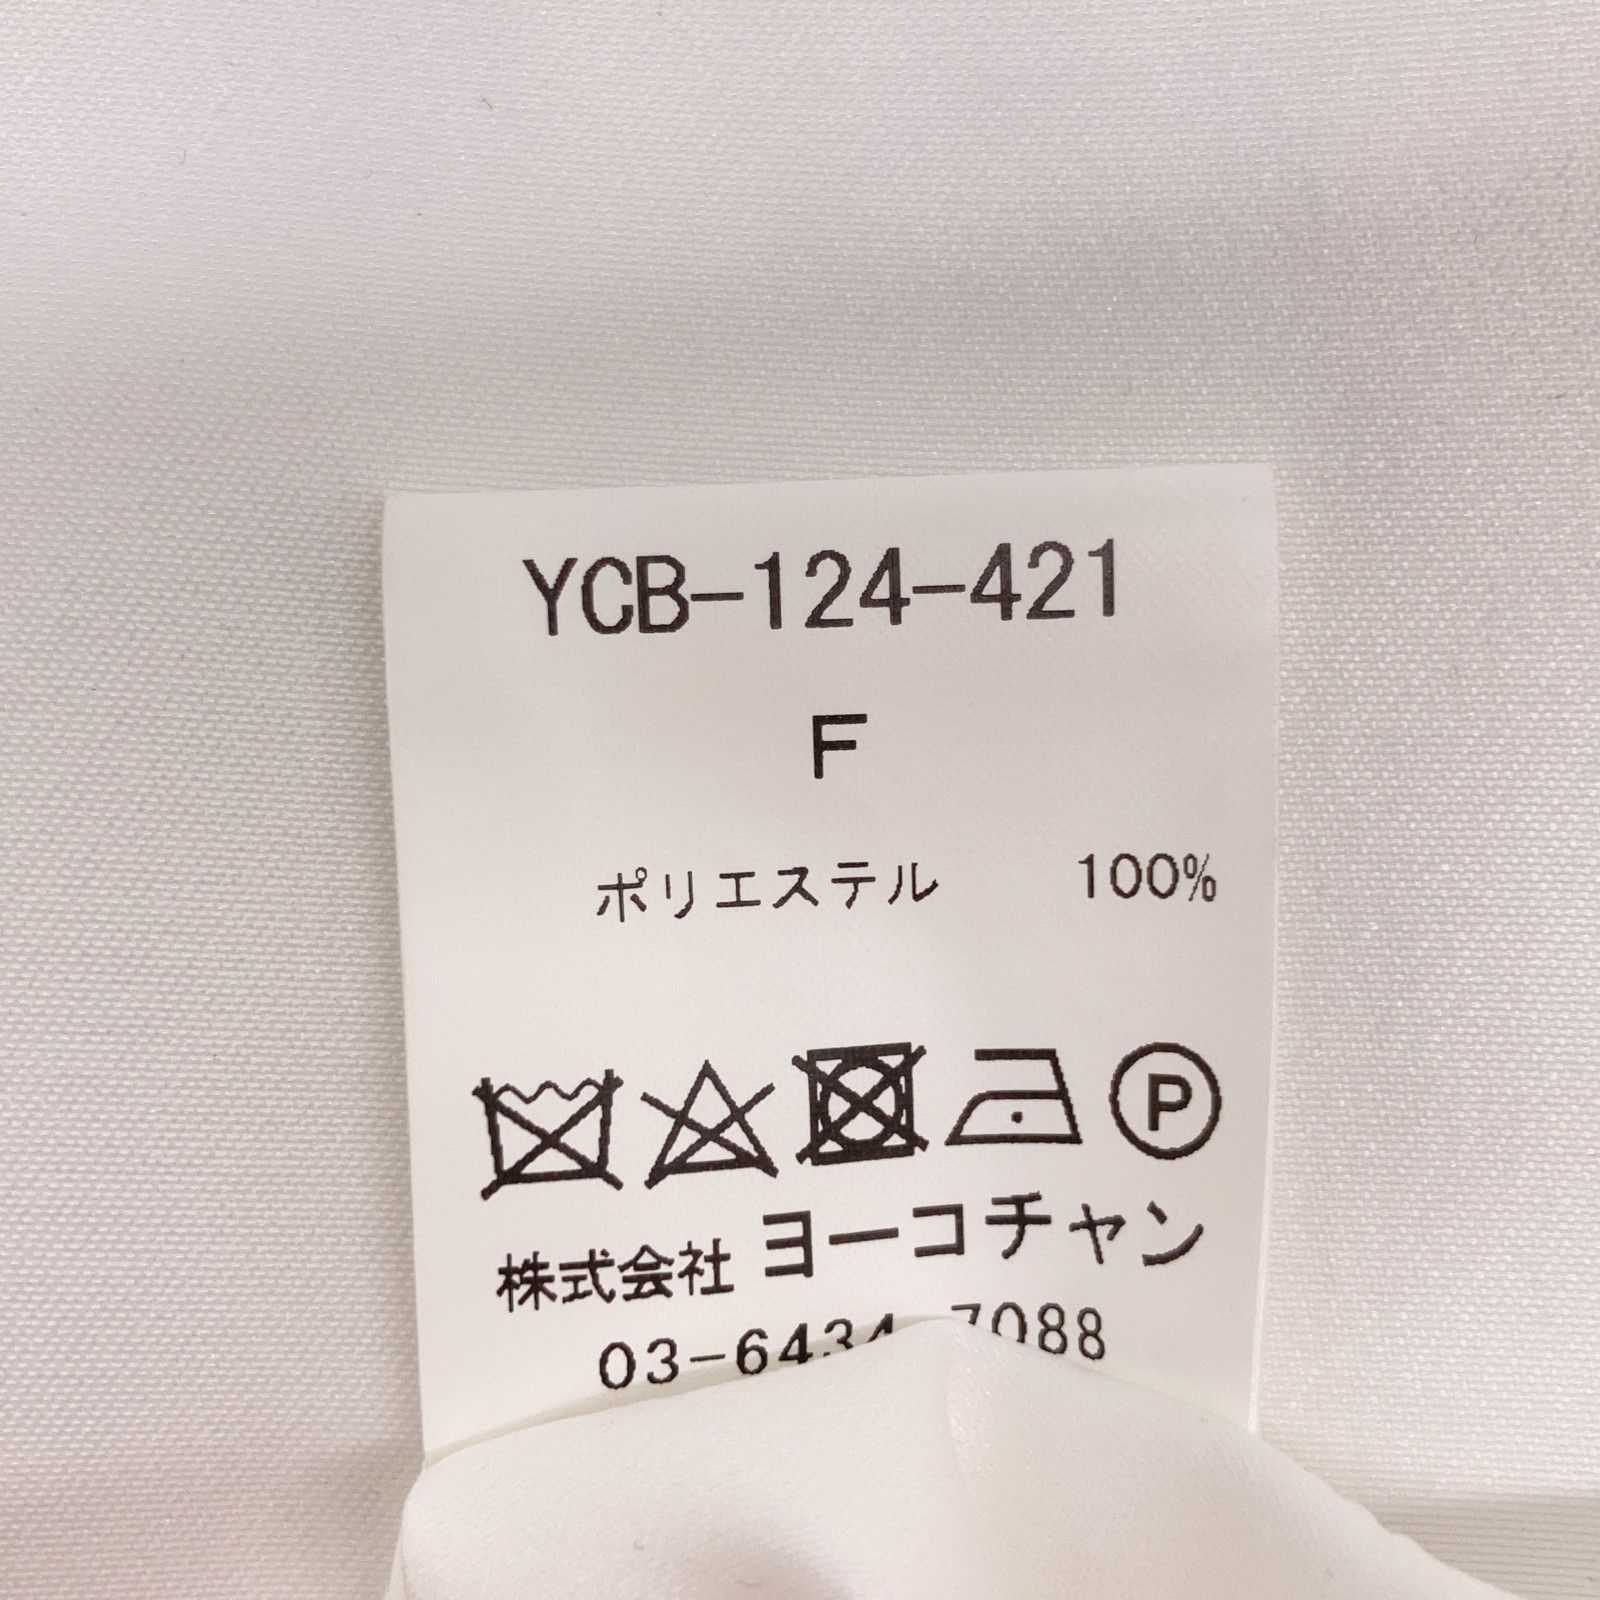 YCB-124-421
F
ポリエステル 100%
P
株式会社 ヨーコチャン
03-6434-7088